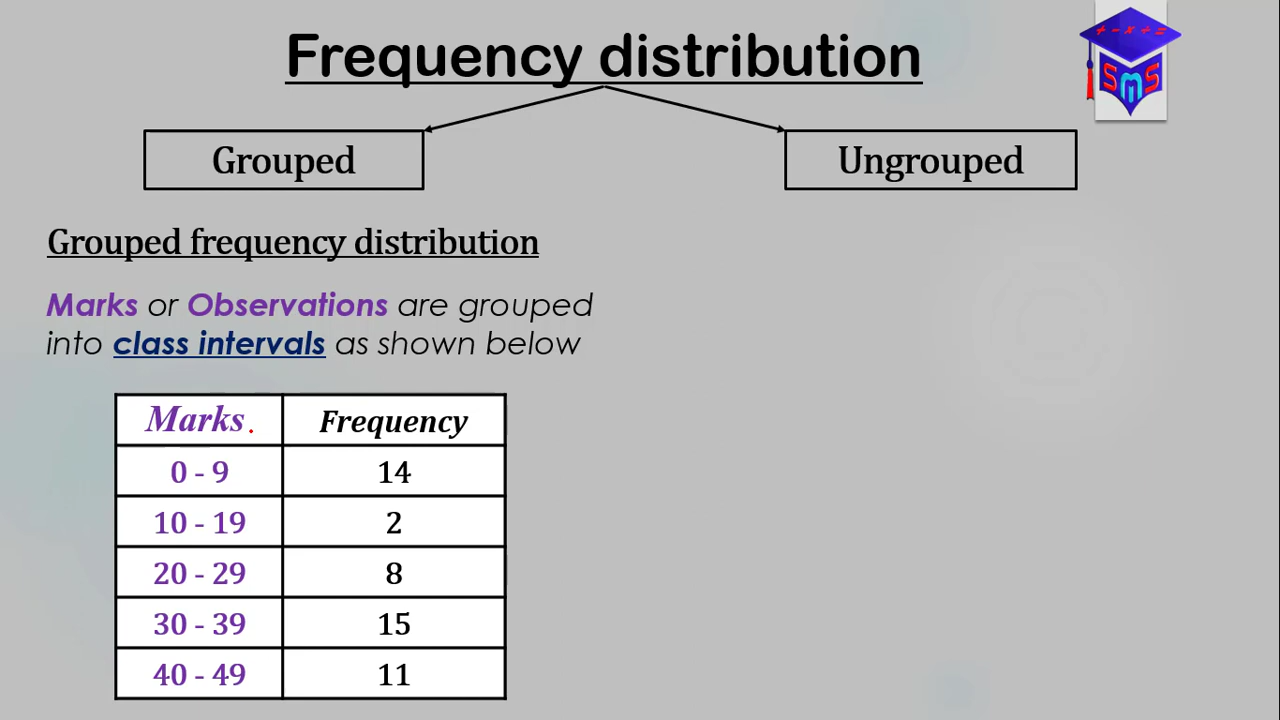 Frequency distribution
+ - x + =
SMS
Grouped
Ungrouped
Grouped frequency distribution
Marks or Observations are grouped
into class intervals as shown below
Marks. Frequency
0 - 9 14
10 - 19 2
20 - 29 8
30 - 39 15
40 - 49 11